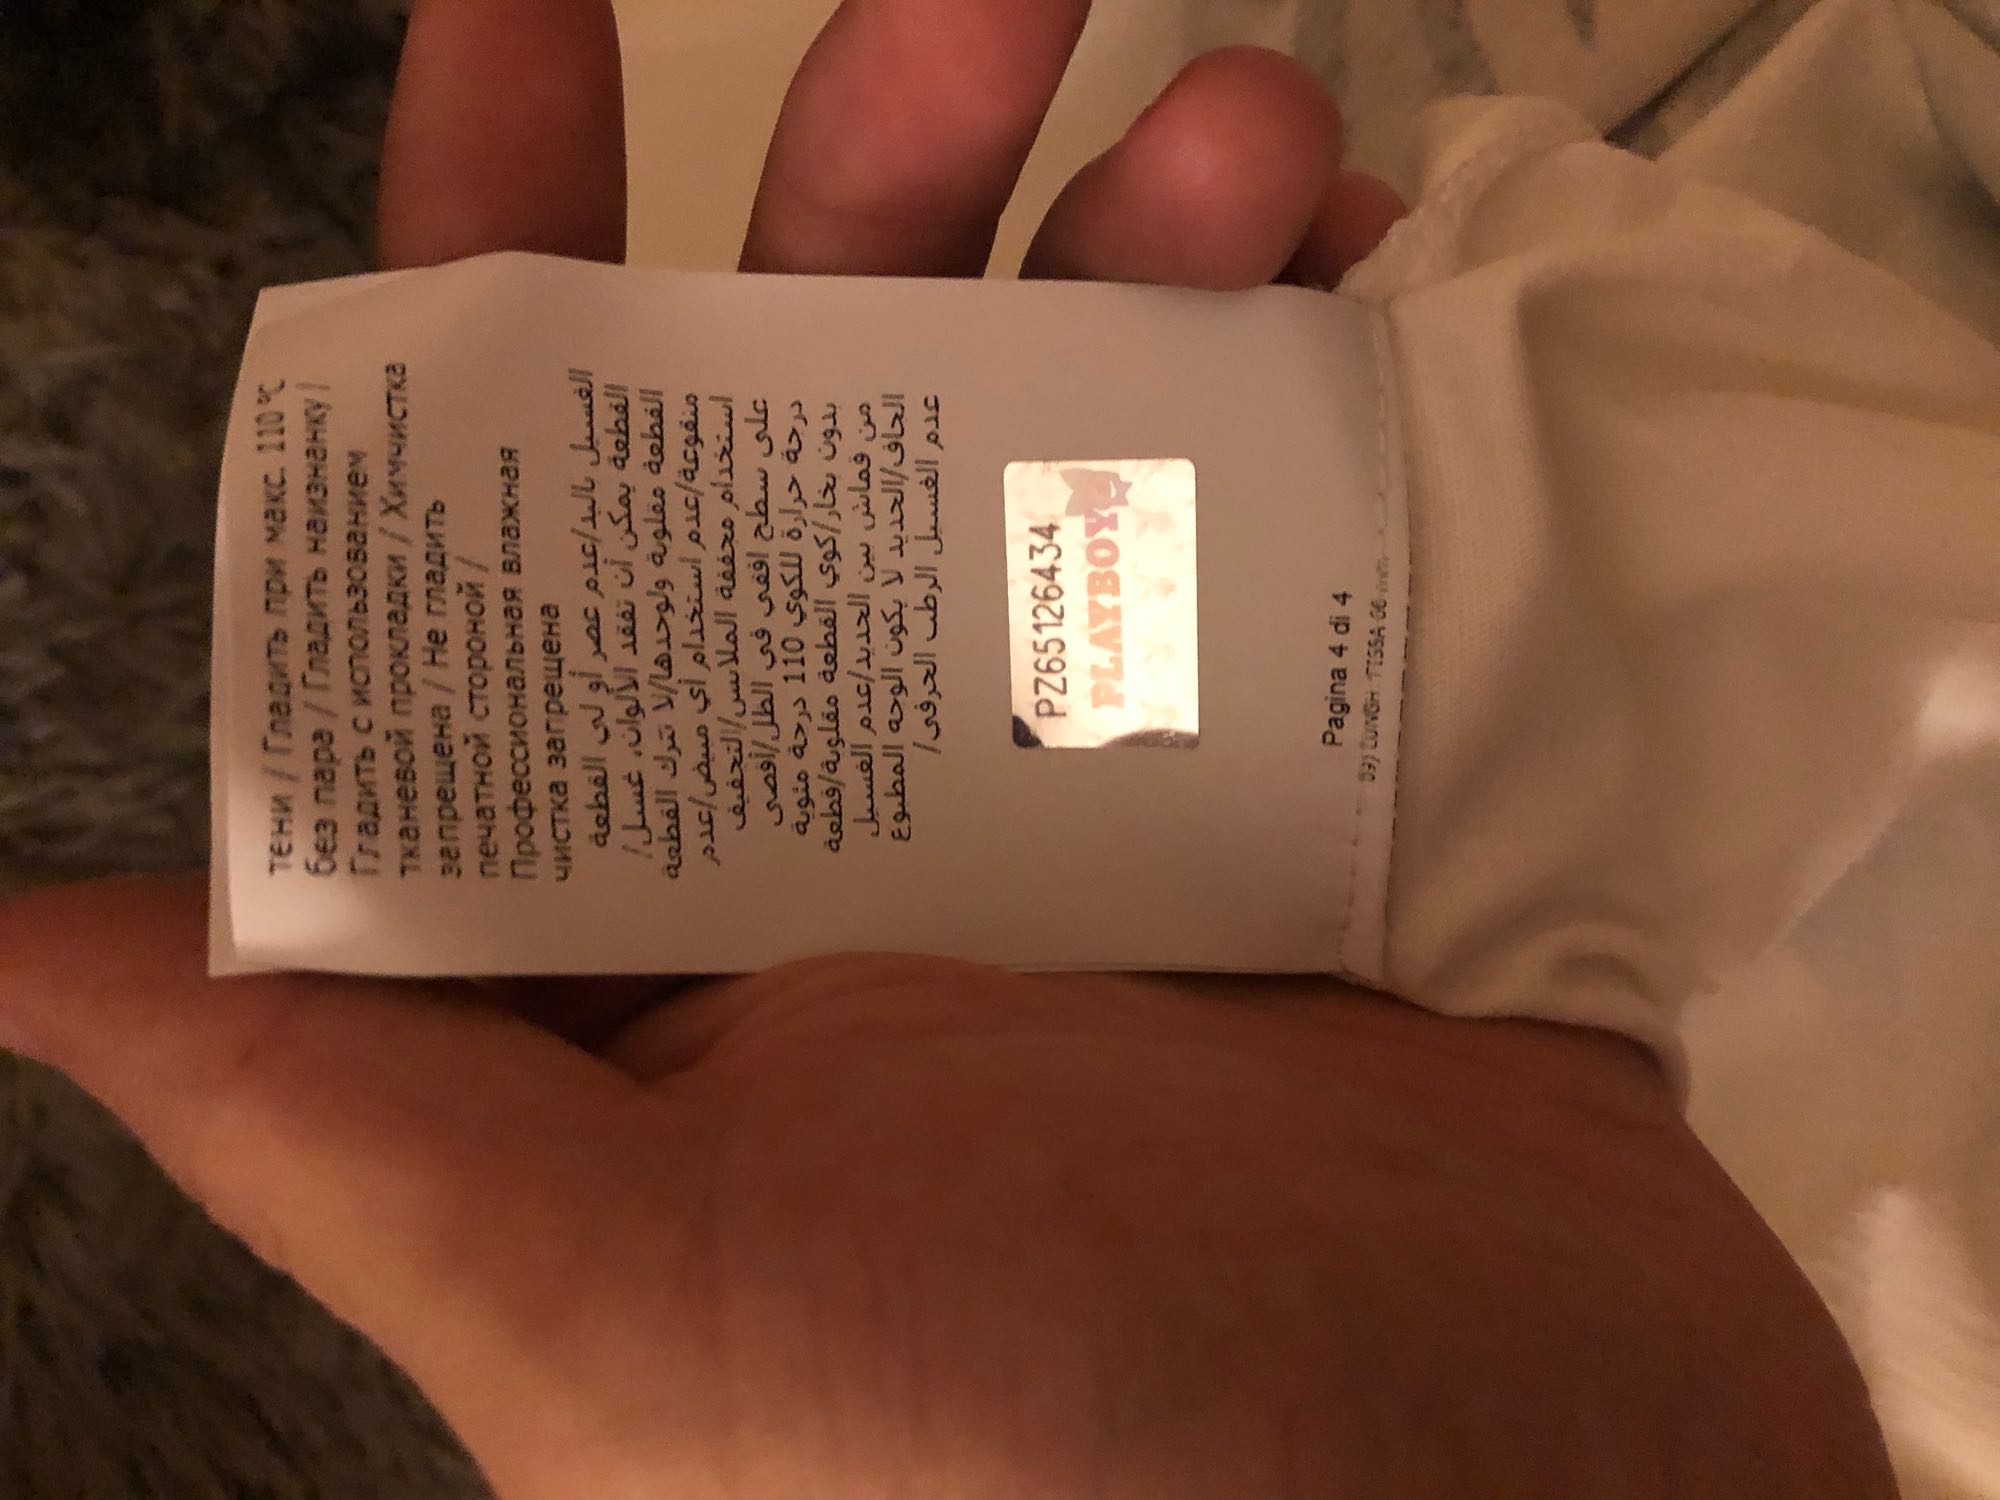 тени / Гладить при макс. 110 °C
без пара / Гладить наизнанку /
Гладить с использованием
тканевой прокладки / Химчистка
запрещена / Не гладить
печатной стороной /
Профессиональная влажная
чистка запрещена
الغسيل باليد/عدم عصر أو لي القطعة
القطعة يمكن أن تفقد الألوان، غسل/
القطعة مقلوبة ولوحدها/لا تترك القطعة
منقوعة/عدم استخدام أي مبيض/عدم
استخدام مجففة الملابس/التجفيف
على سطح افقي في الظل/أقصى
درجة حرارة للكوي 110 درجة مئوية
بدون بخار/كوي القطعة مقلوبة/قطعة
من قماش بين الحديد/عدم الغسيل
الجاف/الحديد لا يكون الوجه المطبوع
عدم الغسيل الرطب الحرفي/
PZ65126434
PLAYBOY
Pagina 4 di 4